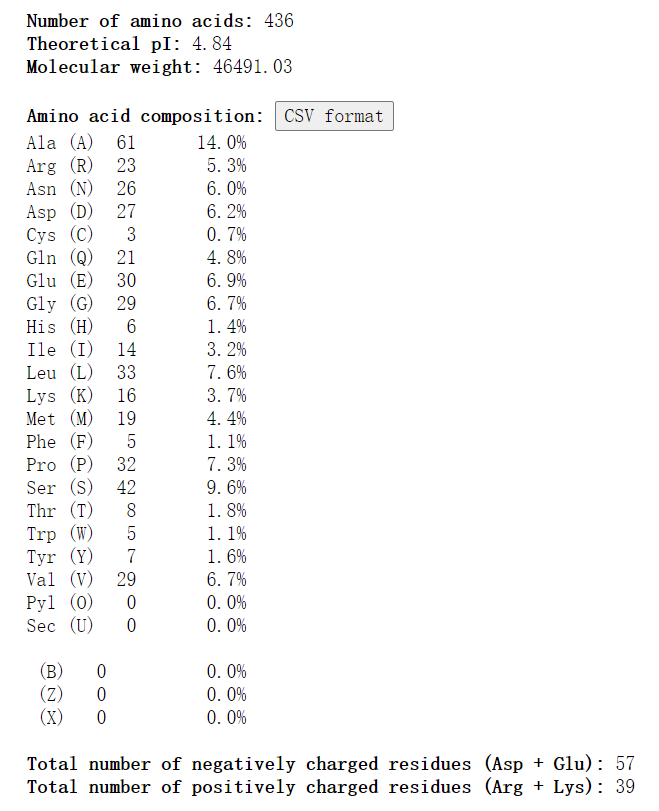 Number of amino acids: 436
Theoretical pI: 4.84
Molecular weight: 46491.03
Amino acid composition: CSV format
Ala (A) 61 14.0%
Arg (R) 23 5.3%
Asn (N) 26 6.0%
Asp (D) 27 6.2%
Cys (C) 3 0.7%
Gln (Q) 21 4.8%
Glu (E) 30 6.9%
Gly (G) 29 6.7%
His (H) 6 1.4%
Ile (I) 14 3.2%
Leu (L) 33 7.6%
Lys (K) 16 3.7%
Met (M) 19 4.4%
Phe (F) 5 1.1%
Pro (P) 32 7.3%
Ser (S) 42 9.6%
Thr (T) 8 1.8%
Trp (W) 5 1.1%
Tyr (Y) 7 1.6%
Val (V) 29 6.7%
Pyl (O) 0 0.0%
Sec (U) 0 0.0%
(B) 0 0.0%
(Z) 0 0.0%
(X) 0 0.0%
Total number of negatively charged residues (Asp + Glu): 57
Total number of positively charged residues (Arg + Lys): 39